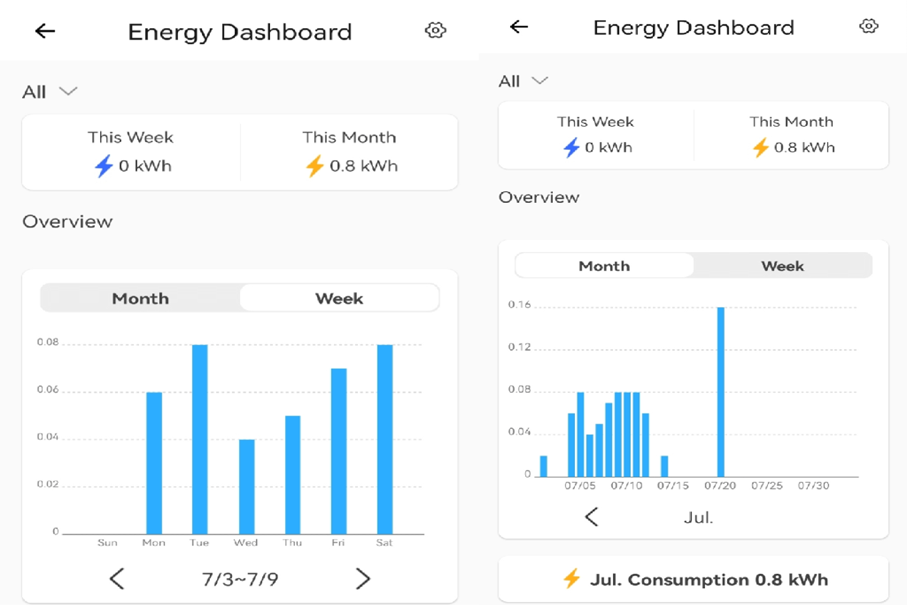 Energy Dashboard
All
This Week
0 kWh
This Month
0.8 kWh
Overview
Month
Week
0.08
0.06
0.04
0.02
0
Sun Mon Tue Wed Thu Fri Sat
7/3~7/9
Energy Dashboard
All
This Week
0 kWh
This Month
0.8 kWh
Overview
Month
Week
0.16
0.12
0.08
0.04
0
07/05 07/10 07/15 07/20 07/25 07/30
Jul.
Jul. Consumption 0.8 kWh